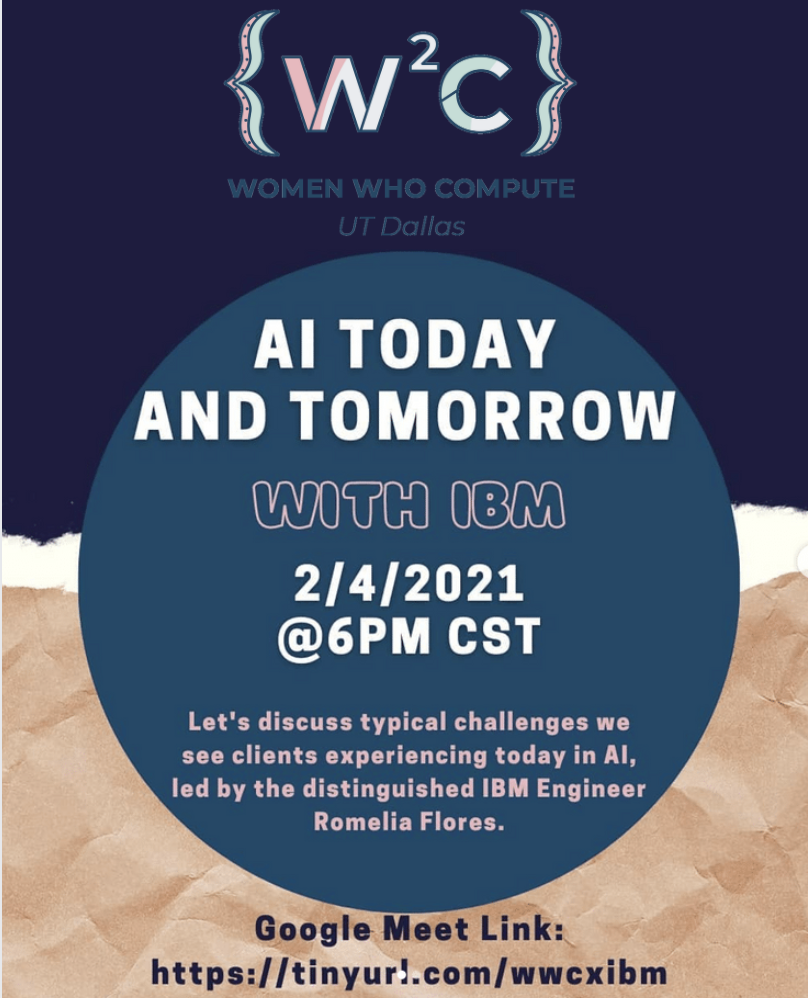 {W²C}
WOMEN WHO COMPUTE
UT Dallas
AI TODAY
AND TOMORROW
WITH IBM
2/4/2021
@6PM CST
Let's discuss typical challenges we
see clients experiencing today in AI,
led by the distinguished IBM Engineer
Romelia Flores.
Google Meet Link:
https://tinyurl.com/wwcxibm